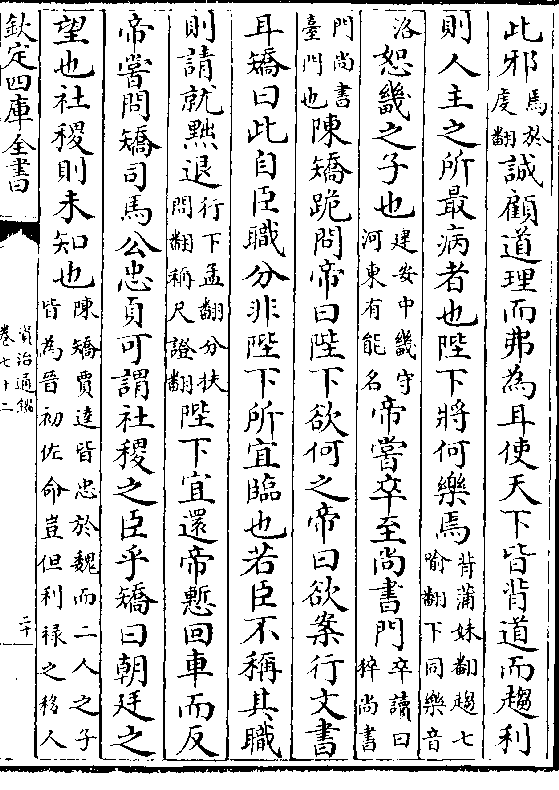 此邪焉於虔翻誠顧道理而弗為耳使天下皆背道而趨利
則人主之所最病者也陛下將何樂焉背蒲妹翻趨七喻翻下同樂音
洛恕畿之子也建安中畿守河東有能名帝嘗卒至尚書門卒讀曰猝尚書
門尚書臺門也陳矯跪問帝曰陛下欲何之帝曰欲案行文書
耳矯曰此自臣職分非陛下所宜臨也若臣不稱其職
則請就黜退行下孟翻分扶問翻稱尺證翻陛下宜還帝慙回車而反
帝嘗問矯司馬公忠貞可謂社稷之臣乎矯曰朝廷之
望也社稷則未知也陳矯賈逵皆忠於魏而二人之子皆為晉初佐命豈但利禄之移人
欽定四庫全書
資治通鑑
卷七十二
二十